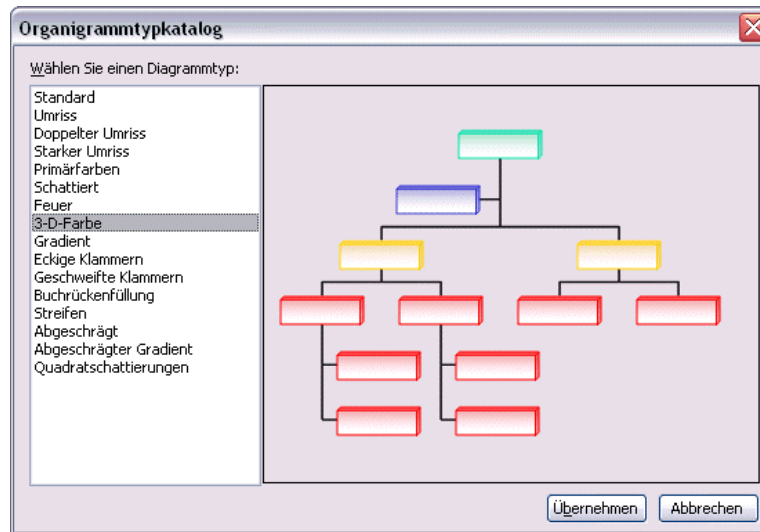 Organigrammtypkatalog
Wählen Sie einen Diagrammtyp:
Standard
Umriss
Doppelter Umriss
Starker Umriss
Primärfarben
Schattiert
Feuer
3-D-Farbe
Gradient
Eckige Klammern
Geschweifte Klammern
Buchrückenfüllung
Streifen
Abgeschrägt
Abgeschrägter Gradient
Quadratschattierungen
Übernehmen
Abbrechen